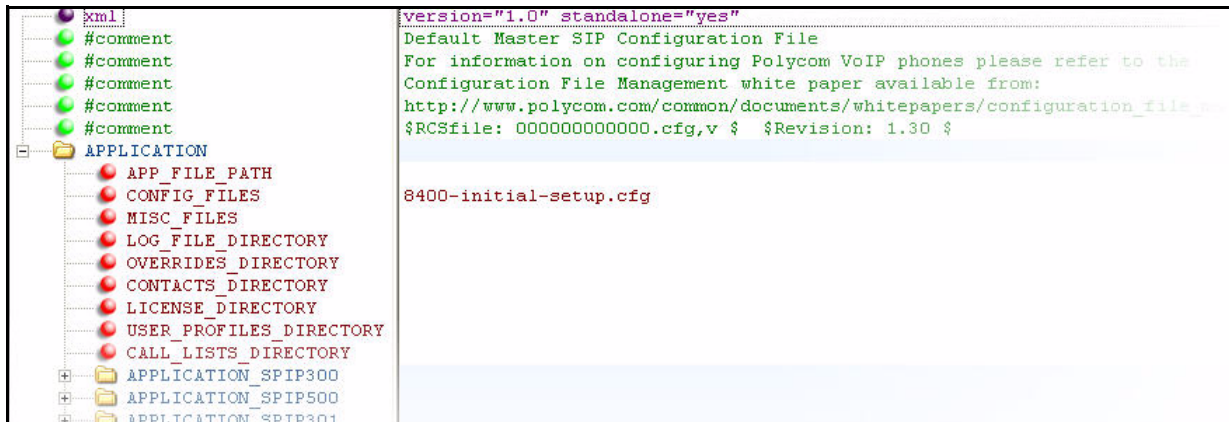 xml version="1.0" standalone="yes"
#comment Default Master SIP Configuration File
#comment For information on configuring Polycom VoIP phones please refer to the
#comment Configuration File Management white paper available from:
#comment http://www.polycom.com/common/documents/whitepapers/configuration_file_
#comment $RCSfile: 000000000000.cfg,v $ $Revision: 1.30 $
APPLICATION
APP_FILE_PATH
CONFIG_FILES 8400-initial-setup.cfg
MISC_FILES
LOG_FILE_DIRECTORY
OVERRIDES_DIRECTORY
CONTACTS_DIRECTORY
LICENSE_DIRECTORY
USER_PROFILES_DIRECTORY
CALL_LISTS_DIRECTORY
APPLICATION_SPIP300
APPLICATION_SPIP500
APPLICATION_SPIP301